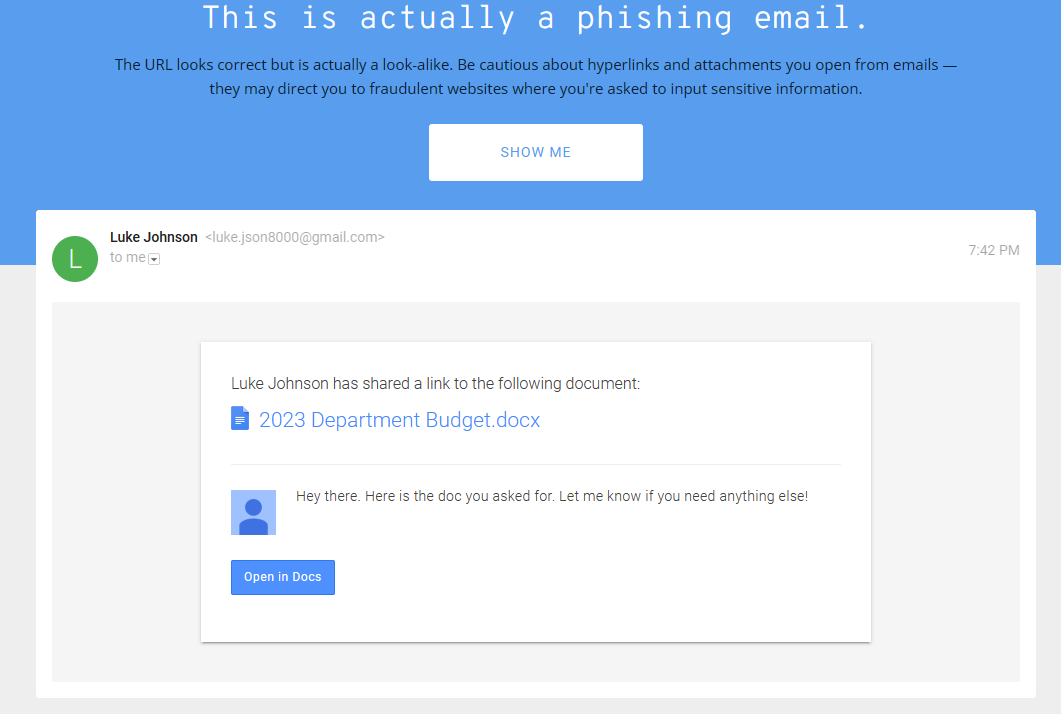 This is actually a phishing email.
The URL looks correct but is actually a look-alike. Be cautious about hyperlinks and attachments you open from emails —
they may direct you to fraudulent websites where you're asked to input sensitive information.
SHOW ME
L
Luke Johnson <luke.json8000@gmail.com>
to me
7:42 PM
Luke Johnson has shared a link to the following document:
2023 Department Budget.docx
Hey there. Here is the doc you asked for. Let me know if you need anything else!
Open in Docs